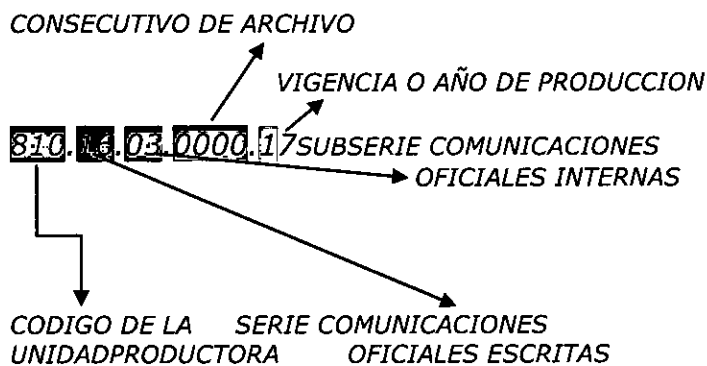 CONSECUTIVO DE ARCHIVO
VIGENCIA O AÑO DE PRODUCCION
810.16.03.0000.17SUBSERIE COMUNICACIONES
OFICIALES INTERNAS
CODIGO DE LA SERIE COMUNICACIONES
UNIDADPRODUCTORA OFICIALES ESCRITAS